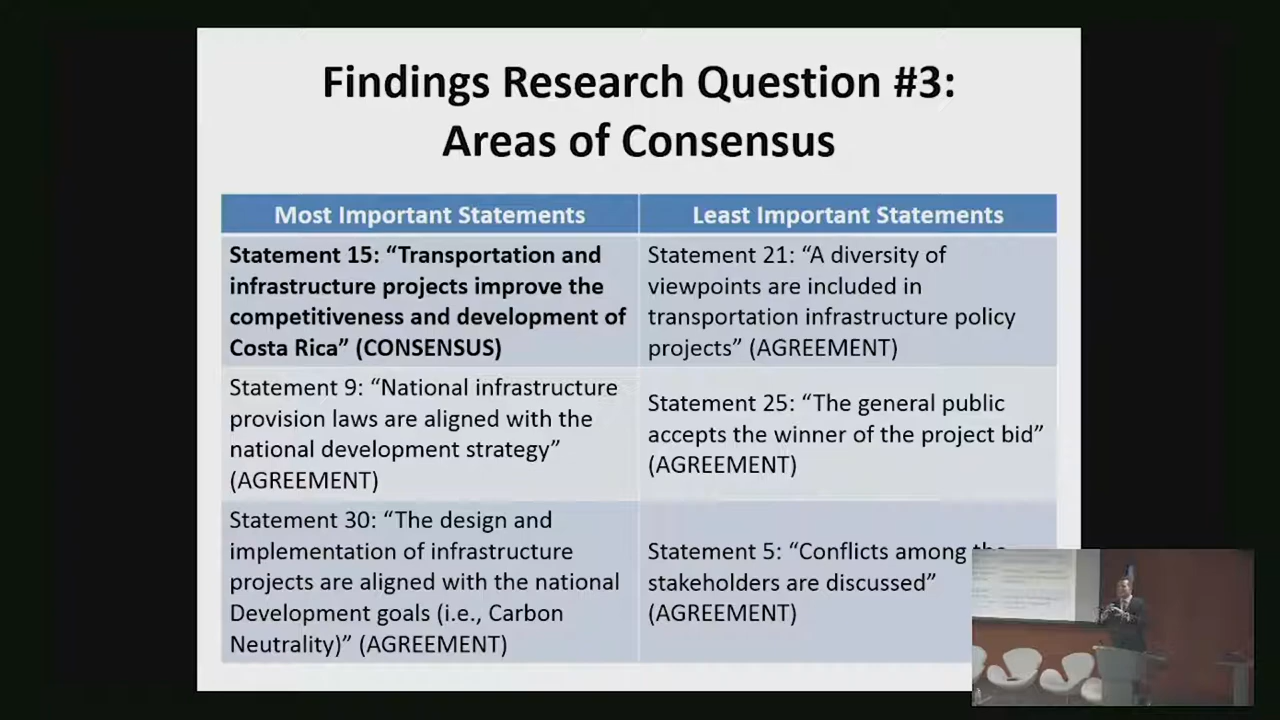 Findings Research Question #3:
Areas of Consensus
Most Important Statements
Least Important Statements
Statement 15: “Transportation and
infrastructure projects improve the
competitiveness and development of
Costa Rica” (CONSENSUS)
Statement 21: “A diversity of
viewpoints are included in
transportation infrastructure policy
projects” (AGREEMENT)
Statement 9: “National infrastructure
provision laws are aligned with the
national development strategy”
(AGREEMENT)
Statement 25: “The general public
accepts the winner of the project bid”
(AGREEMENT)
Statement 30: “The design and
implementation of infrastructure
projects are aligned with the national
Development goals (i.e., Carbon
Neutrality)” (AGREEMENT)
Statement 5: “Conflicts among the
stakeholders are discussed”
(AGREEMENT)